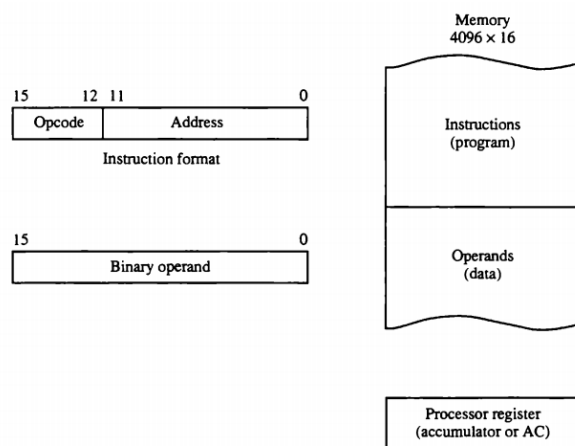 Memory
4096 × 16
15 12 11 0
Opcode Address
Instruction format
Instructions
(program)
15 0
Binary operand
Operands
(data)
Processor register
(accumulator or AC)